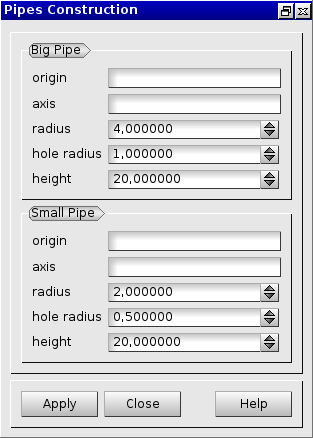 Pipes Construction
Big Pipe
origin
axis
radius 4,000000
hole radius 1,000000
height 20,000000
Small Pipe
origin
axis
radius 2,000000
hole radius 0,500000
height 20,000000
Apply Close Help